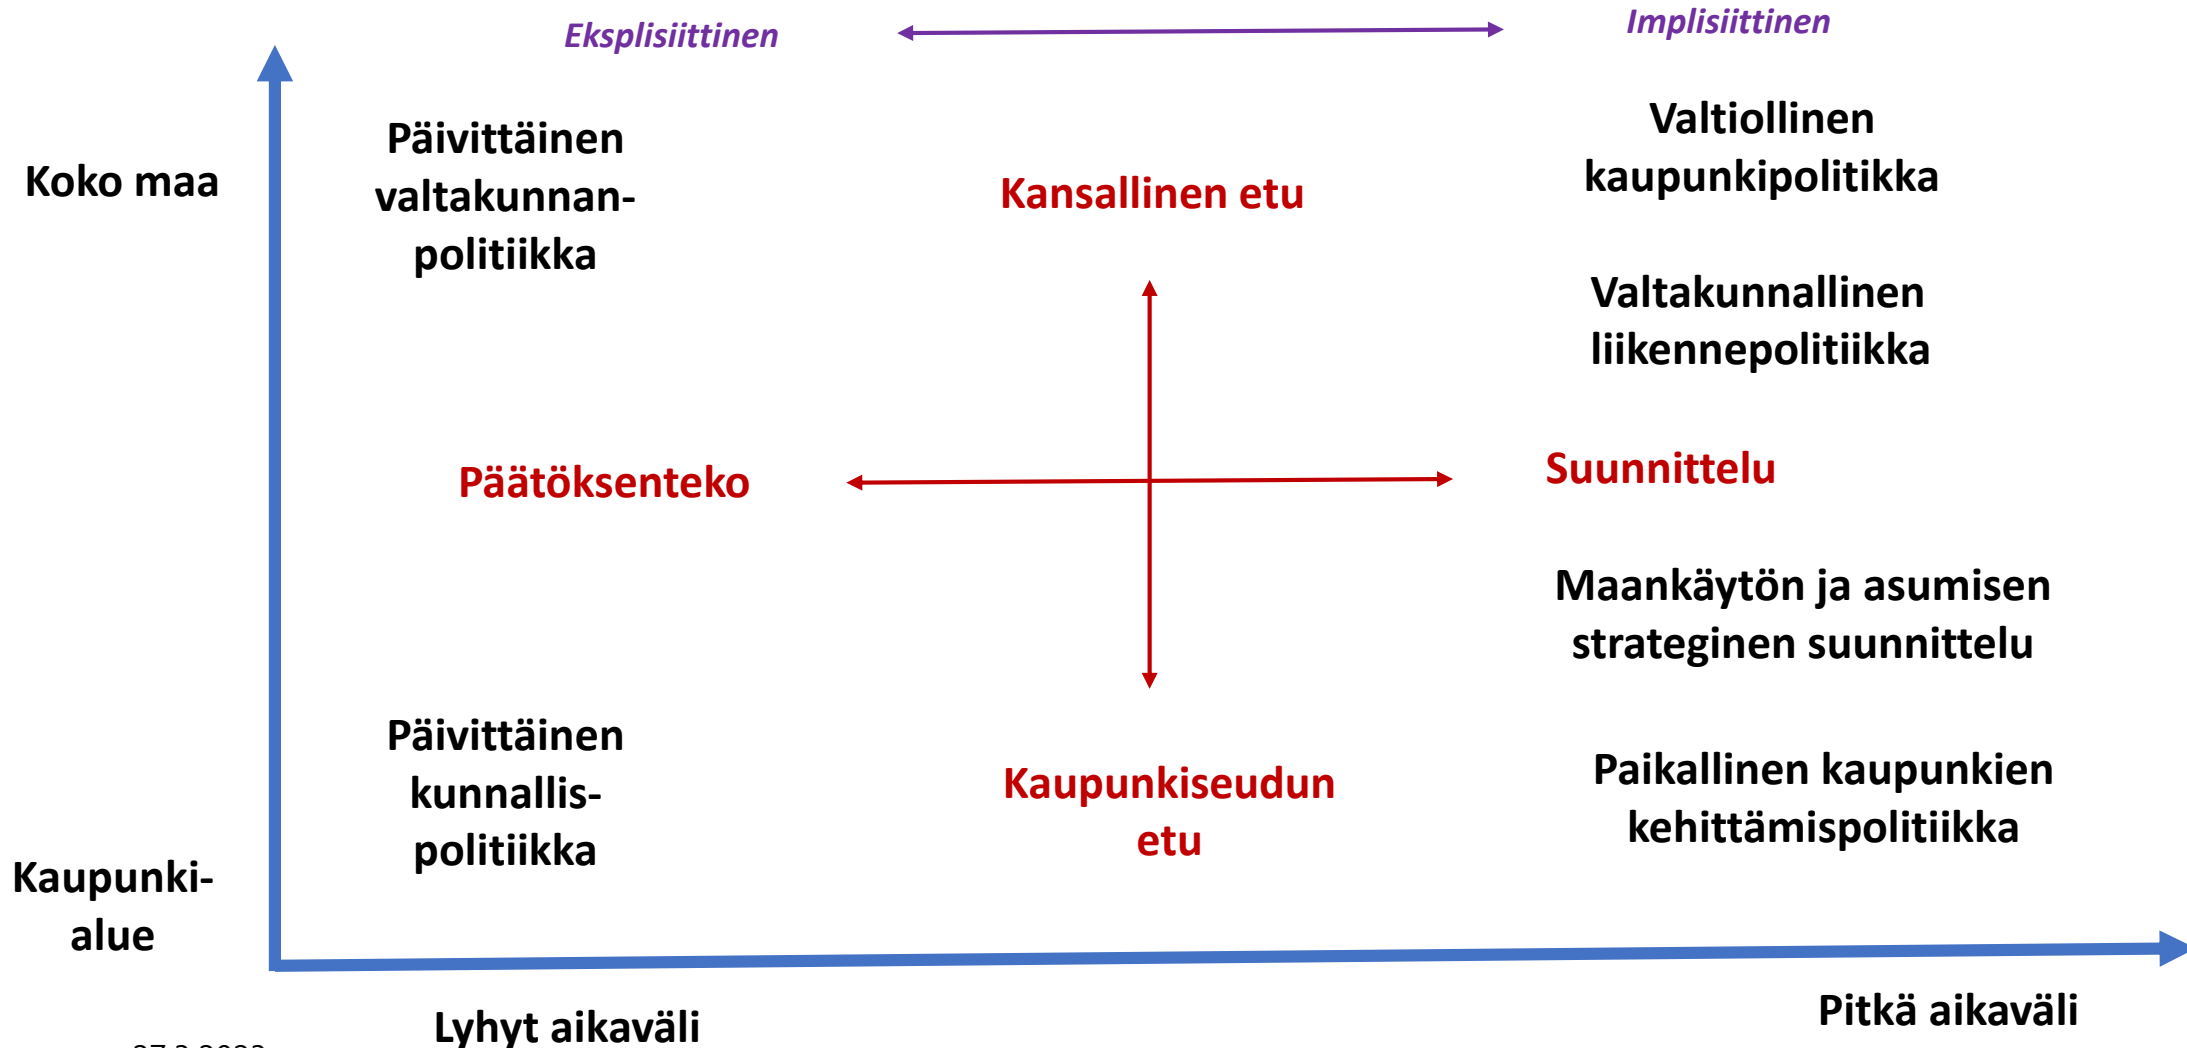 Eksplisiittinen
Implisiittinen
Koko maa
Päivittäinen
valtakunnan-
politiikka
Kansallinen etu
Valtiollinen
kaupunkipolitikka
Valtakunnallinen
liikennepolitiikka
Päätöksenteko
Suunnittelu
Maankäytön ja asumisen
strateginen suunnittelu
Päivittäinen
kunnallis-
politiikka
Kaupunkiseudun
etu
Paikallinen kaupunkien
kehittämispolitiikka
Kaupunki-
alue
Lyhyt aikaväli
Pitkä aikaväli